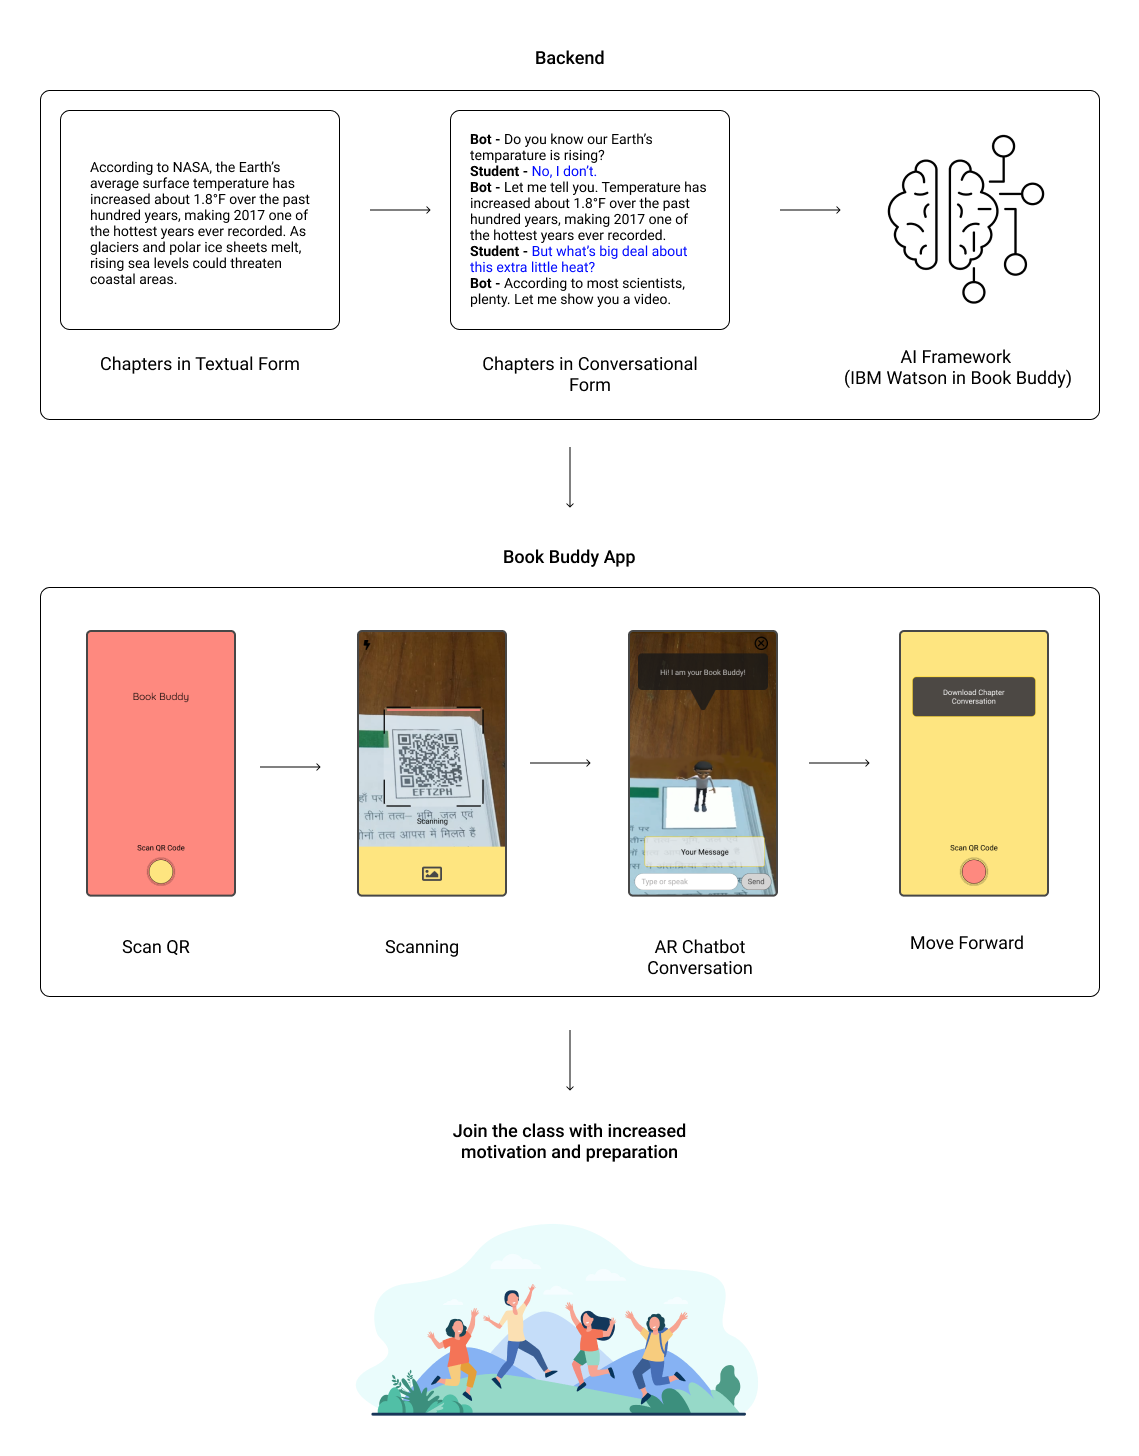 Backend
According to NASA, the Earth's
average surface temperature has
increased about 1.8°F over the past
hundred years, making 2017 one of
the hottest years ever recorded. As
glaciers and polar ice sheets melt,
rising sea levels could threaten
coastal areas.
Chapters in Textual Form
Bot - Do you know our Earth's
temparature is rising?
Student - No, I don't.
Bot - Let me tell you. Temperature has
increased about 1.8°F over the past
hundred years, making 2017 one of
the hottest years ever recorded.
Student - But what's big deal about
this extra little heat?
Bot - According to most scientists,
plenty. Let me show you a video.
Chapters in Conversational
Form
AI Framework
(IBM Watson in Book Buddy)
Book Buddy App
Book Buddy
Scan QR Code
Scan QR
EFTZPH
हाँ पर
तीनों तत्व– भूमि, जल एवं
Scanning
तीनों तत्व आपस में मिलते है
Scanning
Hi! I am your Book Buddy!
पर
Your Message
Type or speak
Send
AR Chatbot
Conversation
Download Chapter
Conversation
Scan QR Code
Move Forward
Join the class with increased
motivation and preparation